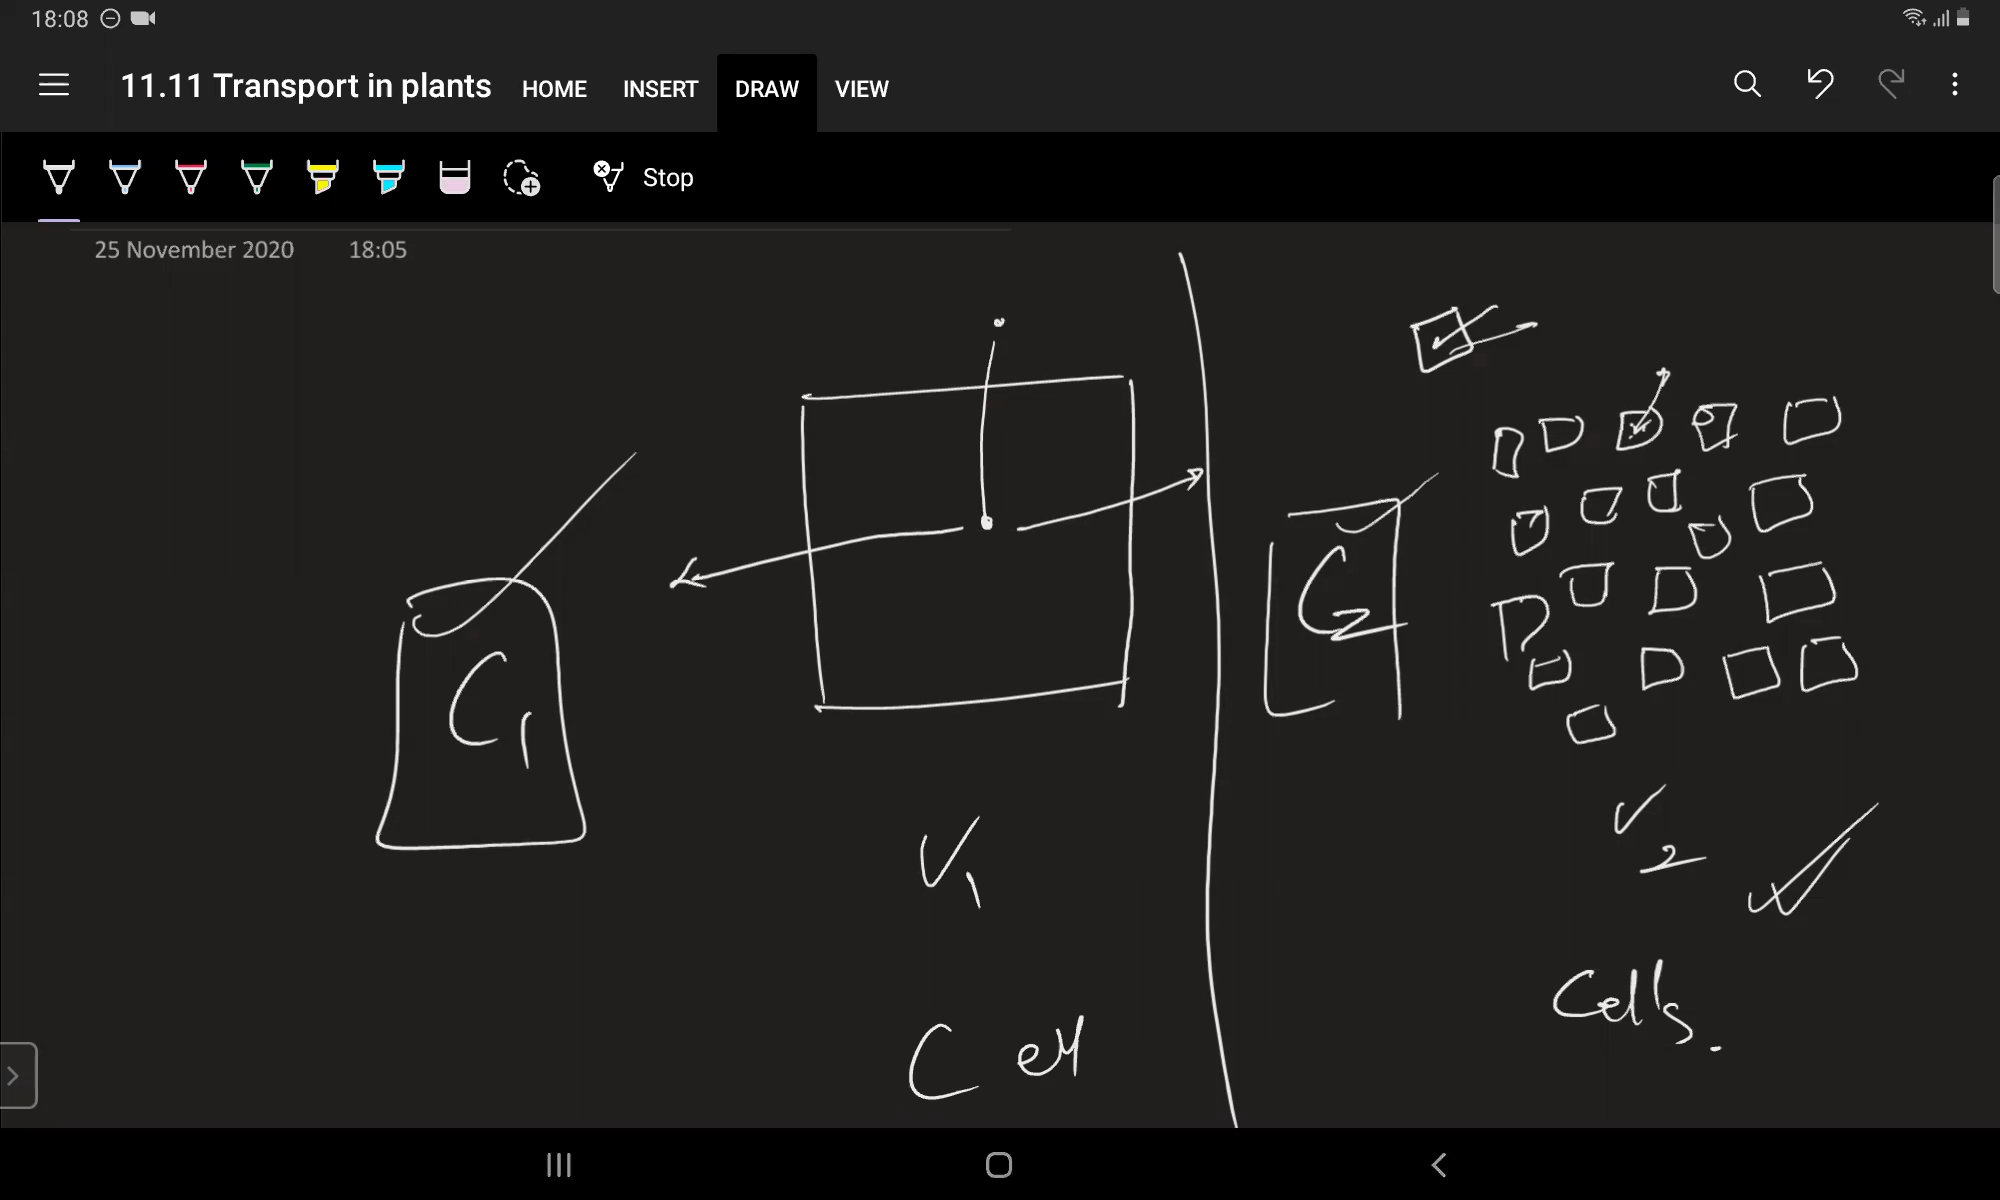 18:08
11.11 Transport in plants HOME INSERT DRAW VIEW
Stop
25 November 2020 18:05
C1
V1
Cell
C2
V2
Cells.